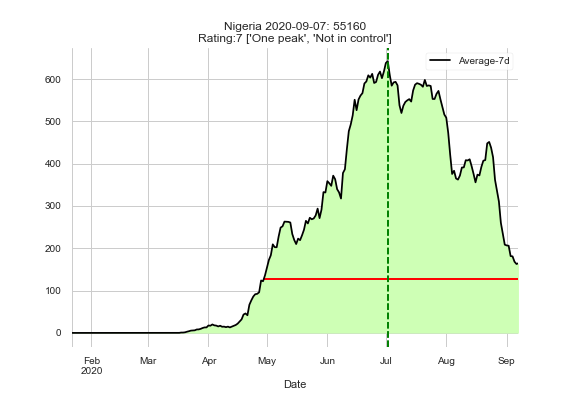 Nigeria 2020-09-07: 55160
Rating:7 ['One peak', 'Not in control']
Average-7d
600
500
400
300
200
100
0
Feb Mar Apr May Jun Jul Aug Sep
2020
Date